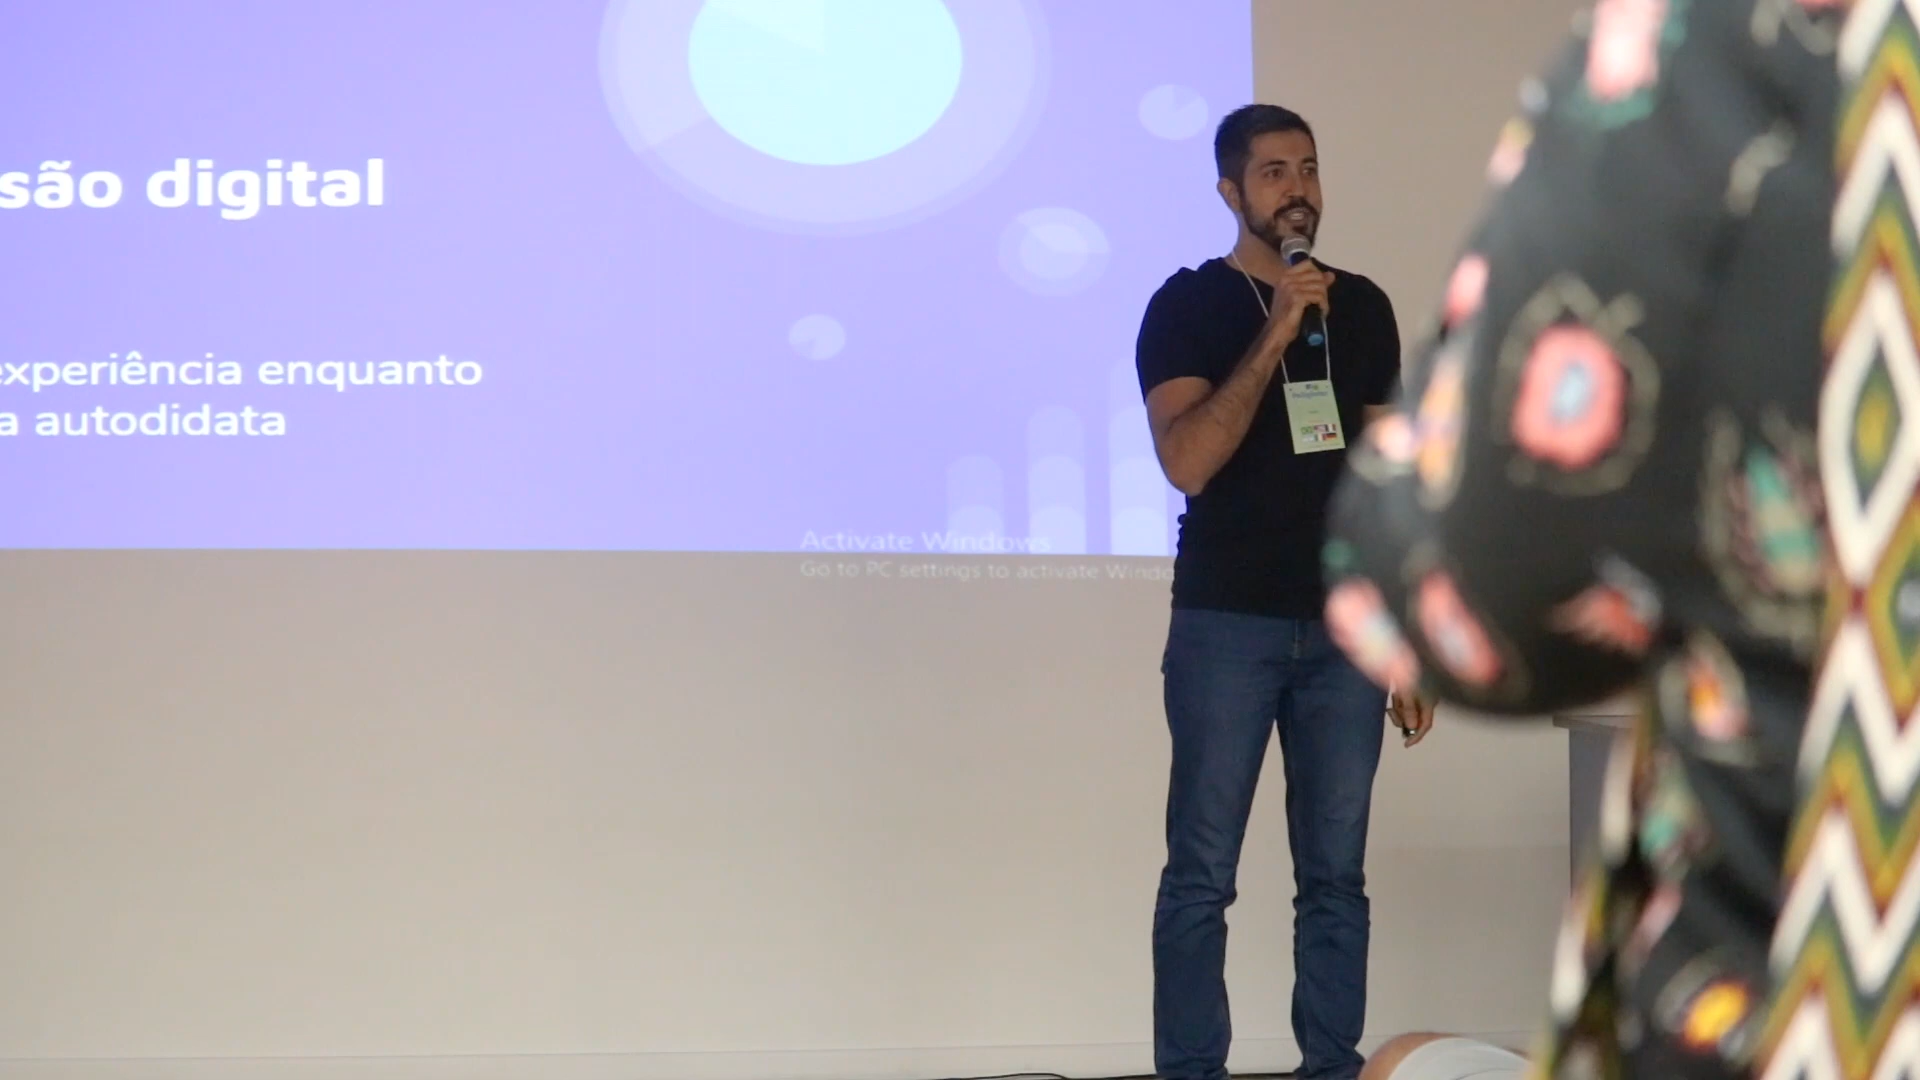 são digital
experiência enquanto
a autodidata
Activate Windows
Go to PC settings to activate Windo